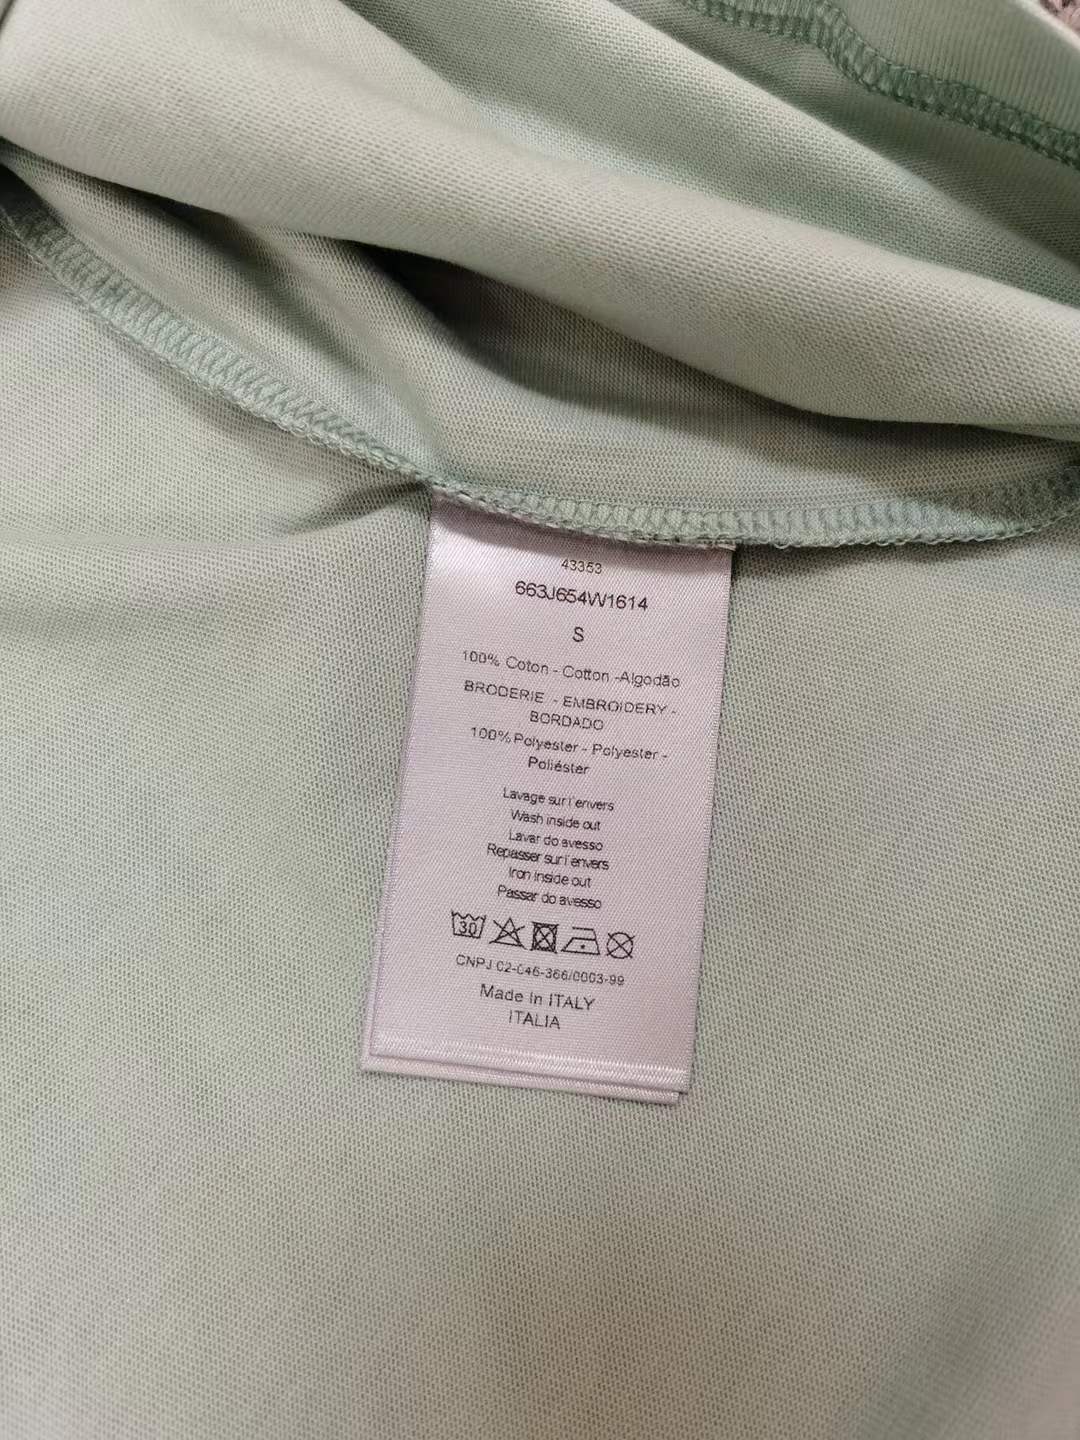 43353
663J654W1614
S
100% Coton - Cotton -Algodão
BRODERIE - EMBROIDERY -
BORDADO
100% Polyester - Polyester -
Poliéster
Lavage sur l'envers
Wash inside out
Lavar do avesso
Repasser sur l'envers
Iron inside out
Passar do avesso
30
CNPJ 02-046-366/0003-99
Made in ITALY
ITALIA